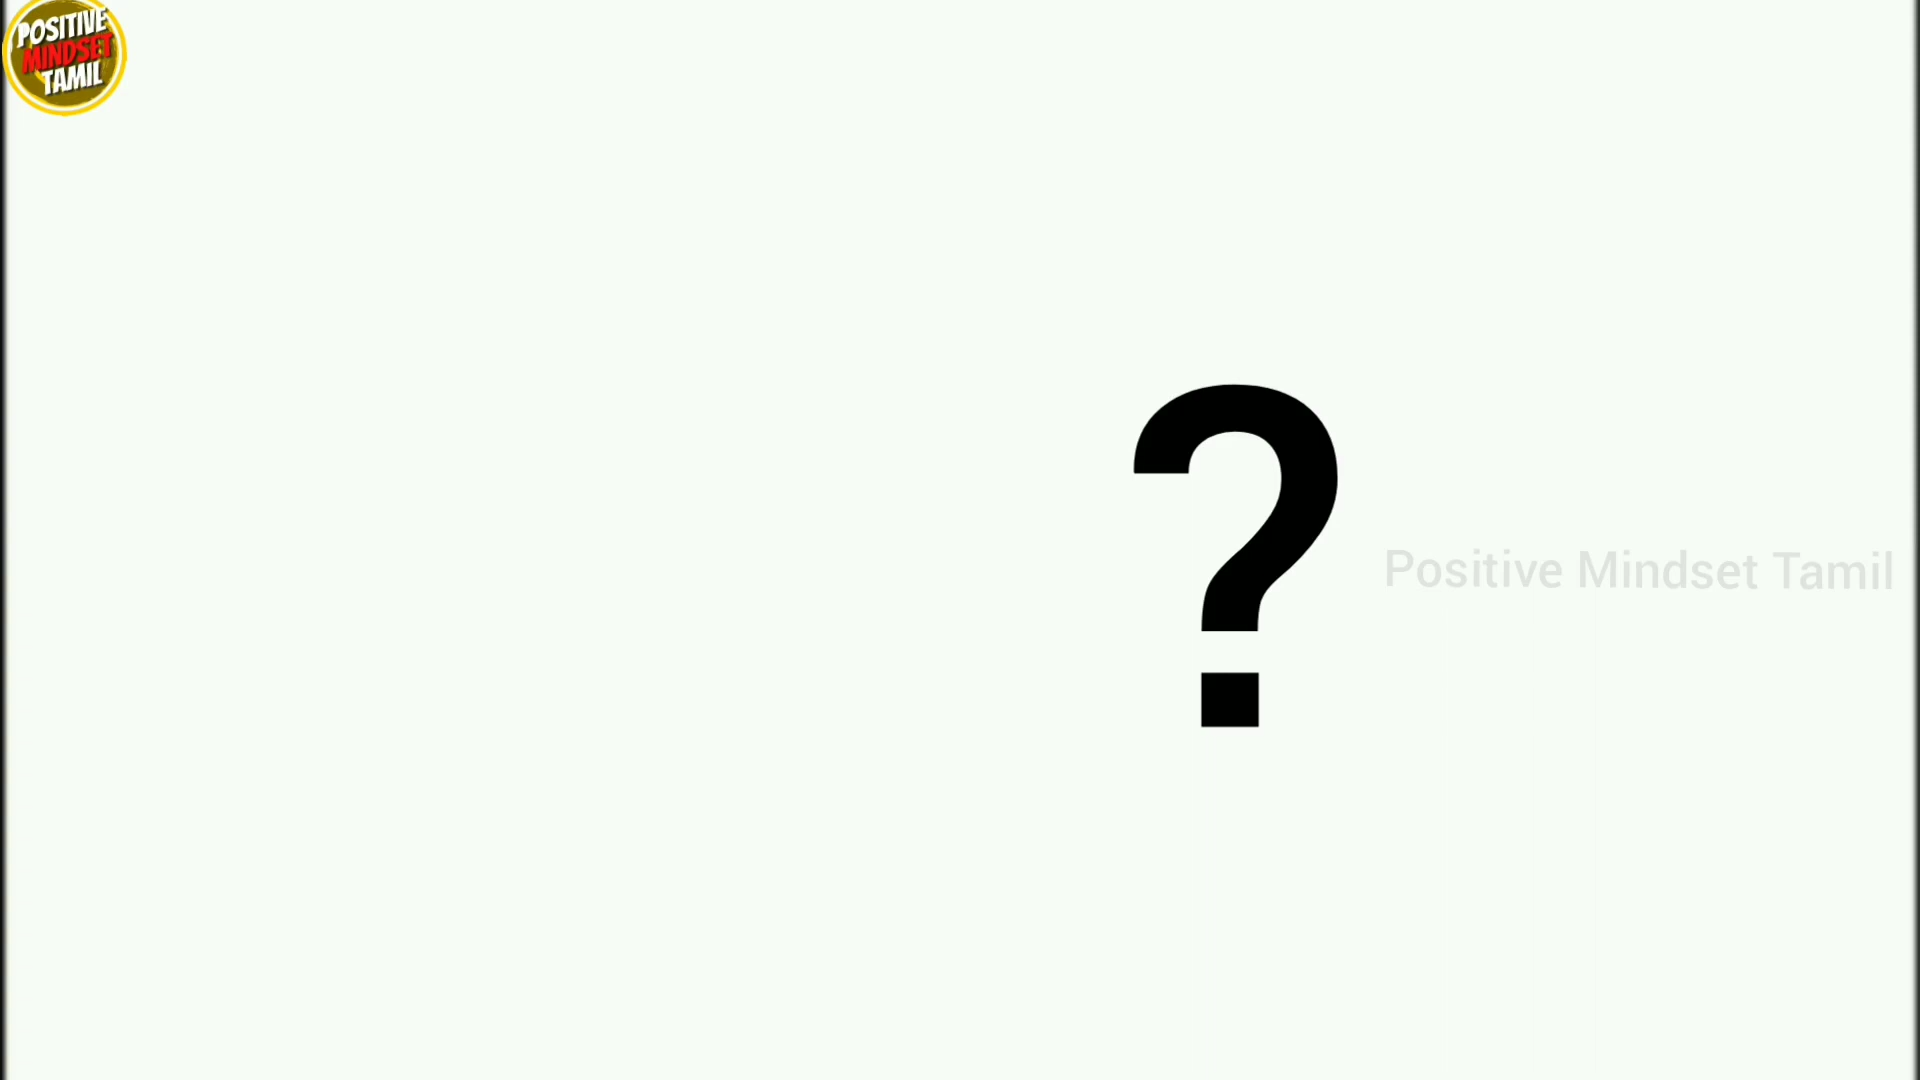 POSITIVE
MINDSET
TAMIL
?
Positive Mindset Tamil